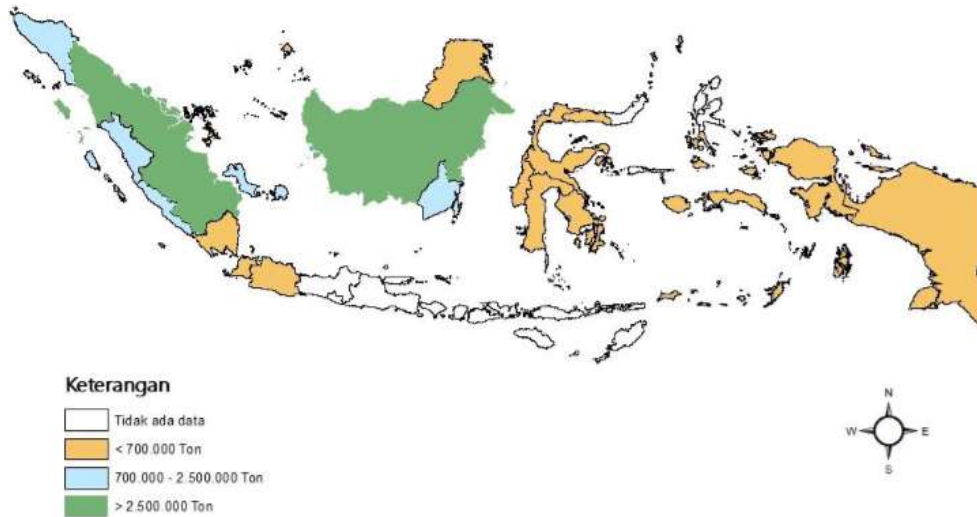 Keterangan
Tidak ada data
< 700.000 Ton
700.000 - 2.500.000 Ton
> 2.500.000 Ton
N
W E
S